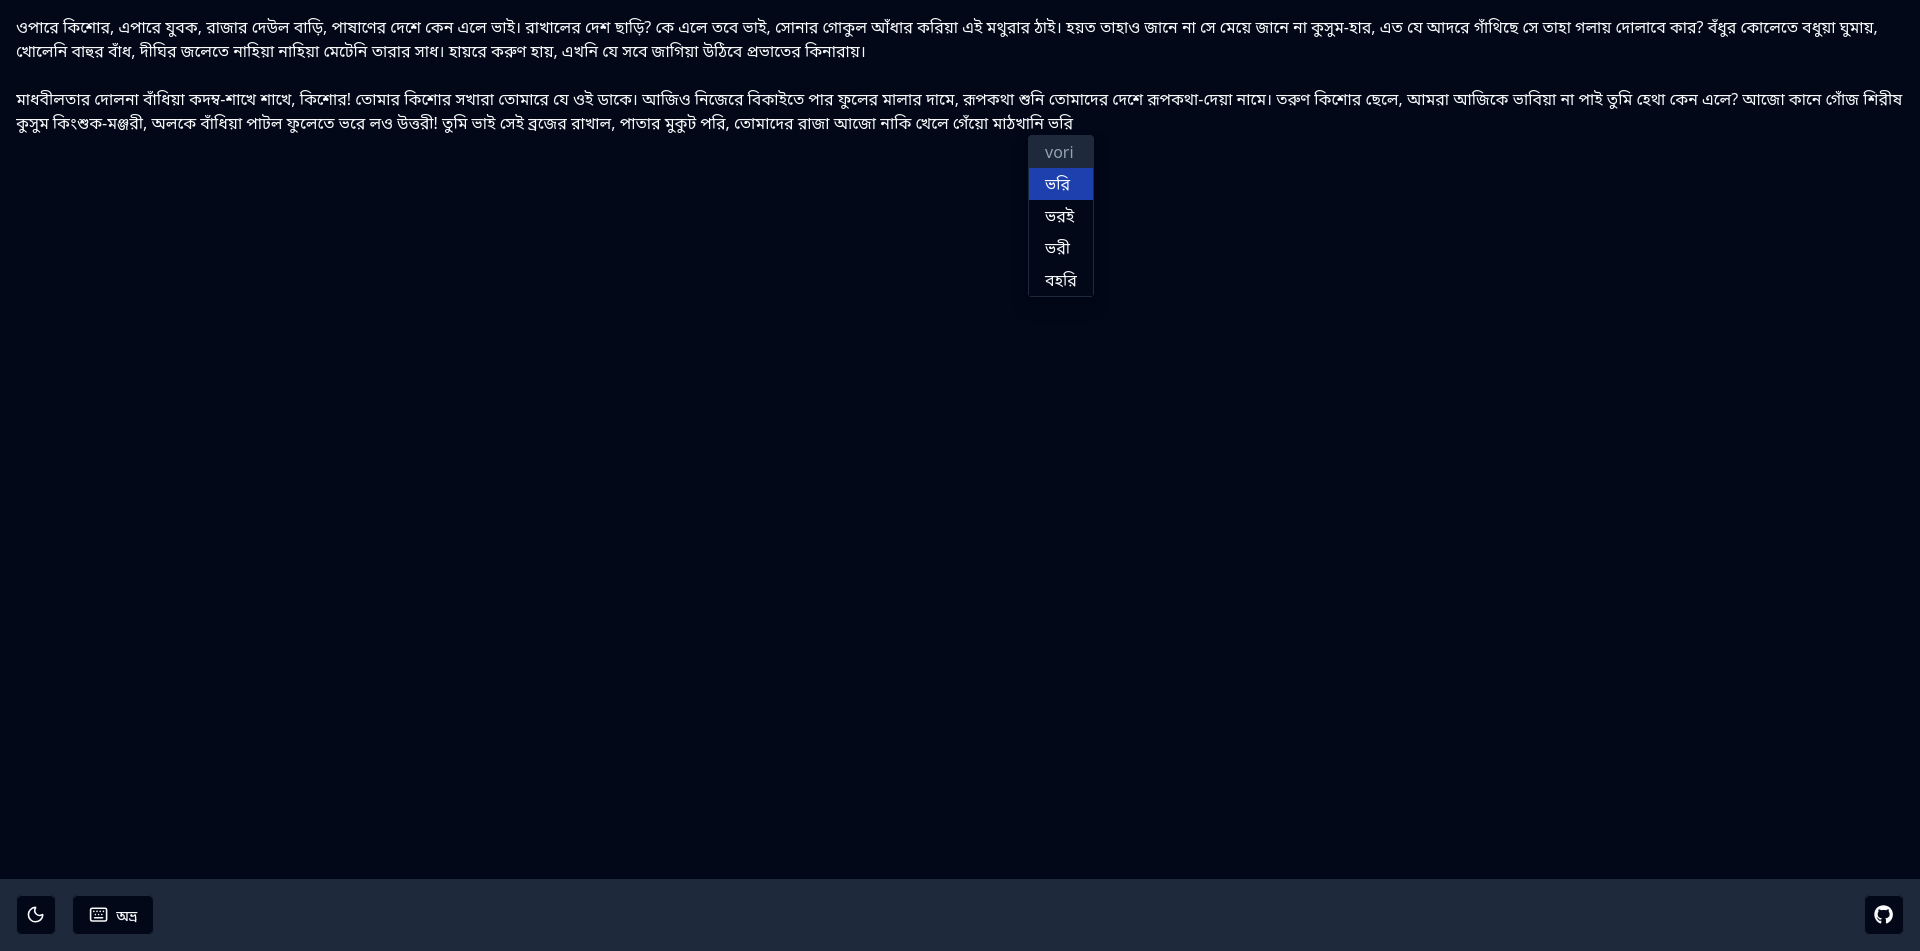 ওপারে কিশোর, এপারে যুবক, রাজার দেউল বাড়ি, পাষাণের দেশে কেন এলে ভাই। রাখালের দেশ ছাড়ি? কে এলে তবে ভাই, সোনার গোকুল আঁধার করিয়া এই মথুরার ঠাই। হয়ত তাহাও জানে না সে মেয়ে জানে না কুসুম-হার, এত যে আদরে গাঁথিছে সে তাহা গলায় দোলাবে কার? বঁধুর কোলেতে বধুয়া ঘুমায়,
খোলেনি বাহুর বাঁধ, দীঘির জলেতে নাহিয়া নাহিয়া মেটেনি তারার সাধ। হায়রে করুণ হায়, এখনি যে সবে জাগিয়া উঠিবে প্রভাতের কিনারায়।
মাধবীলতার দোলনা বাঁধিয়া কদম্ব-শাখে শাখে, কিশোর! তোমার কিশোর সখারা তোমারে যে ওই ডাকে। আজিও নিজেরে বিকাইতে পার ফুলের মালার দামে, রূপকথা শুনি তোমাদের দেশে রূপকথা-দেয়া নামে। তরুণ কিশোর ছেলে, আমরা আজিকে ভাবিয়া না পাই তুমি হেথা কেন এলে? আজো কানে গোঁজ শিরীষ
কুসুম কিংশুক-মঞ্জরী, অলকে বাঁধিয়া পাটল ফুলেতে ভরে লও উত্তরী! তুমি ভাই সেই ব্রজের রাখাল, পাতার মুকুট পরি, তোমাদের রাজা আজো নাকি খেলে গেঁয়ো মাঠখানি ভরি
vori
ভরি
ভরই
ভরী
বহরি
অভ্র